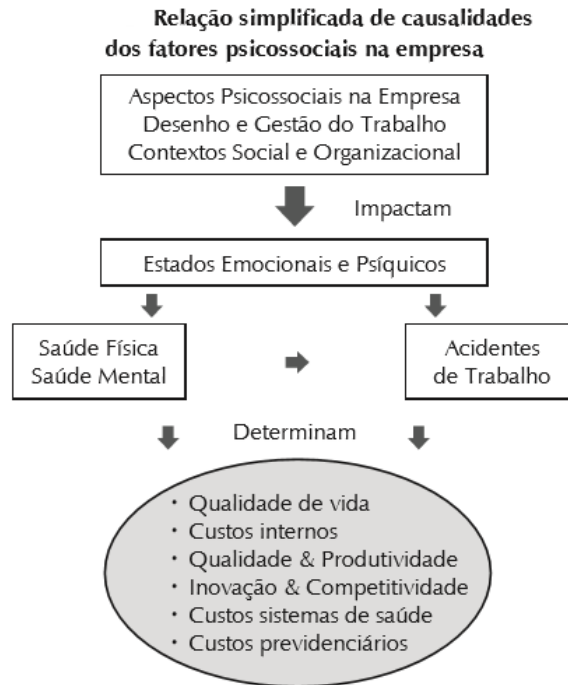 Relação simplificada de causalidades
dos fatores psicossociais na empresa
Aspectos Psicossociais na Empresa
Desenho e Gestão do Trabalho
Contextos Social e Organizacional
Impactam
Estados Emocionais e Psíquicos
Saúde Física
Saúde Mental
Acidentes
de Trabalho
Determinam
· Qualidade de vida
· Custos internos
· Qualidade & Produtividade
· Inovação & Competitividade
· Custos sistemas de saúde
· Custos previdenciários